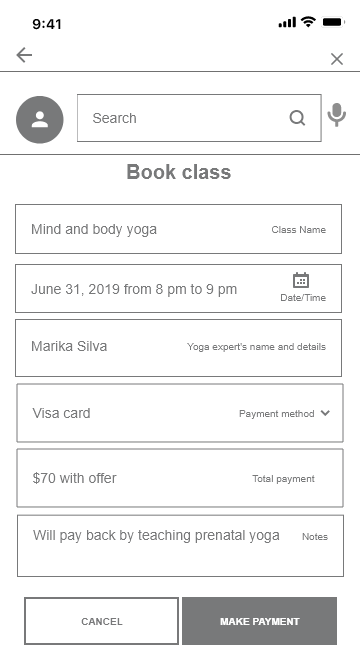 9:41
Search
Book class
Mind and body yoga Class Name
June 31, 2019 from 8 pm to 9 pm Date/Time
Marika Silva Yoga expert's name and details
Visa card Payment method
$70 with offer Total payment
Will pay back by teaching prenatal yoga Notes
CANCEL MAKE PAYMENT